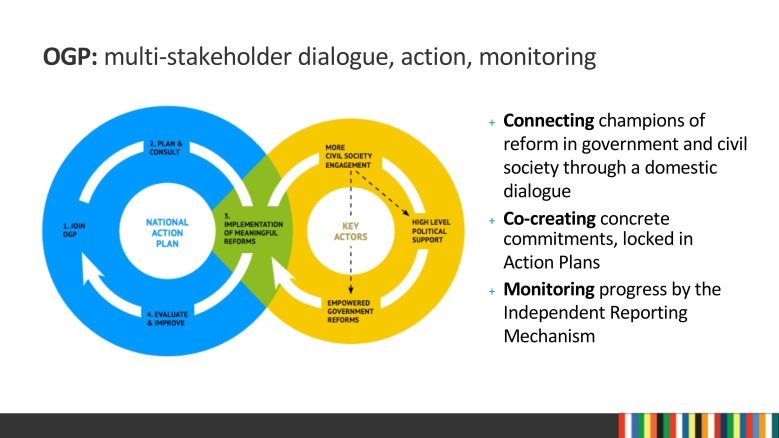 OGP: multi-stakeholder dialogue, action, monitoring
2. PLAN &
CONSULT
1. JOIN
OGP
NATIONAL
ACTION
PLAN
3.
IMPLEMENTATION
OF MEANINGFUL
REFORMS
4. EVALUATE
& IMPROVE
MORE
CIVIL SOCIETY
ENGAGEMENT
KEY
ACTORS
HIGH LEVEL
POLITICAL
SUPPORT
EMPOWERED
GOVERNMENT
REFORMS
+ Connecting champions of
reform in government and civil
society through a domestic
dialogue
+ Co-creating concrete
commitments, locked in
Action Plans
+ Monitoring progress by the
Independent Reporting
Mechanism